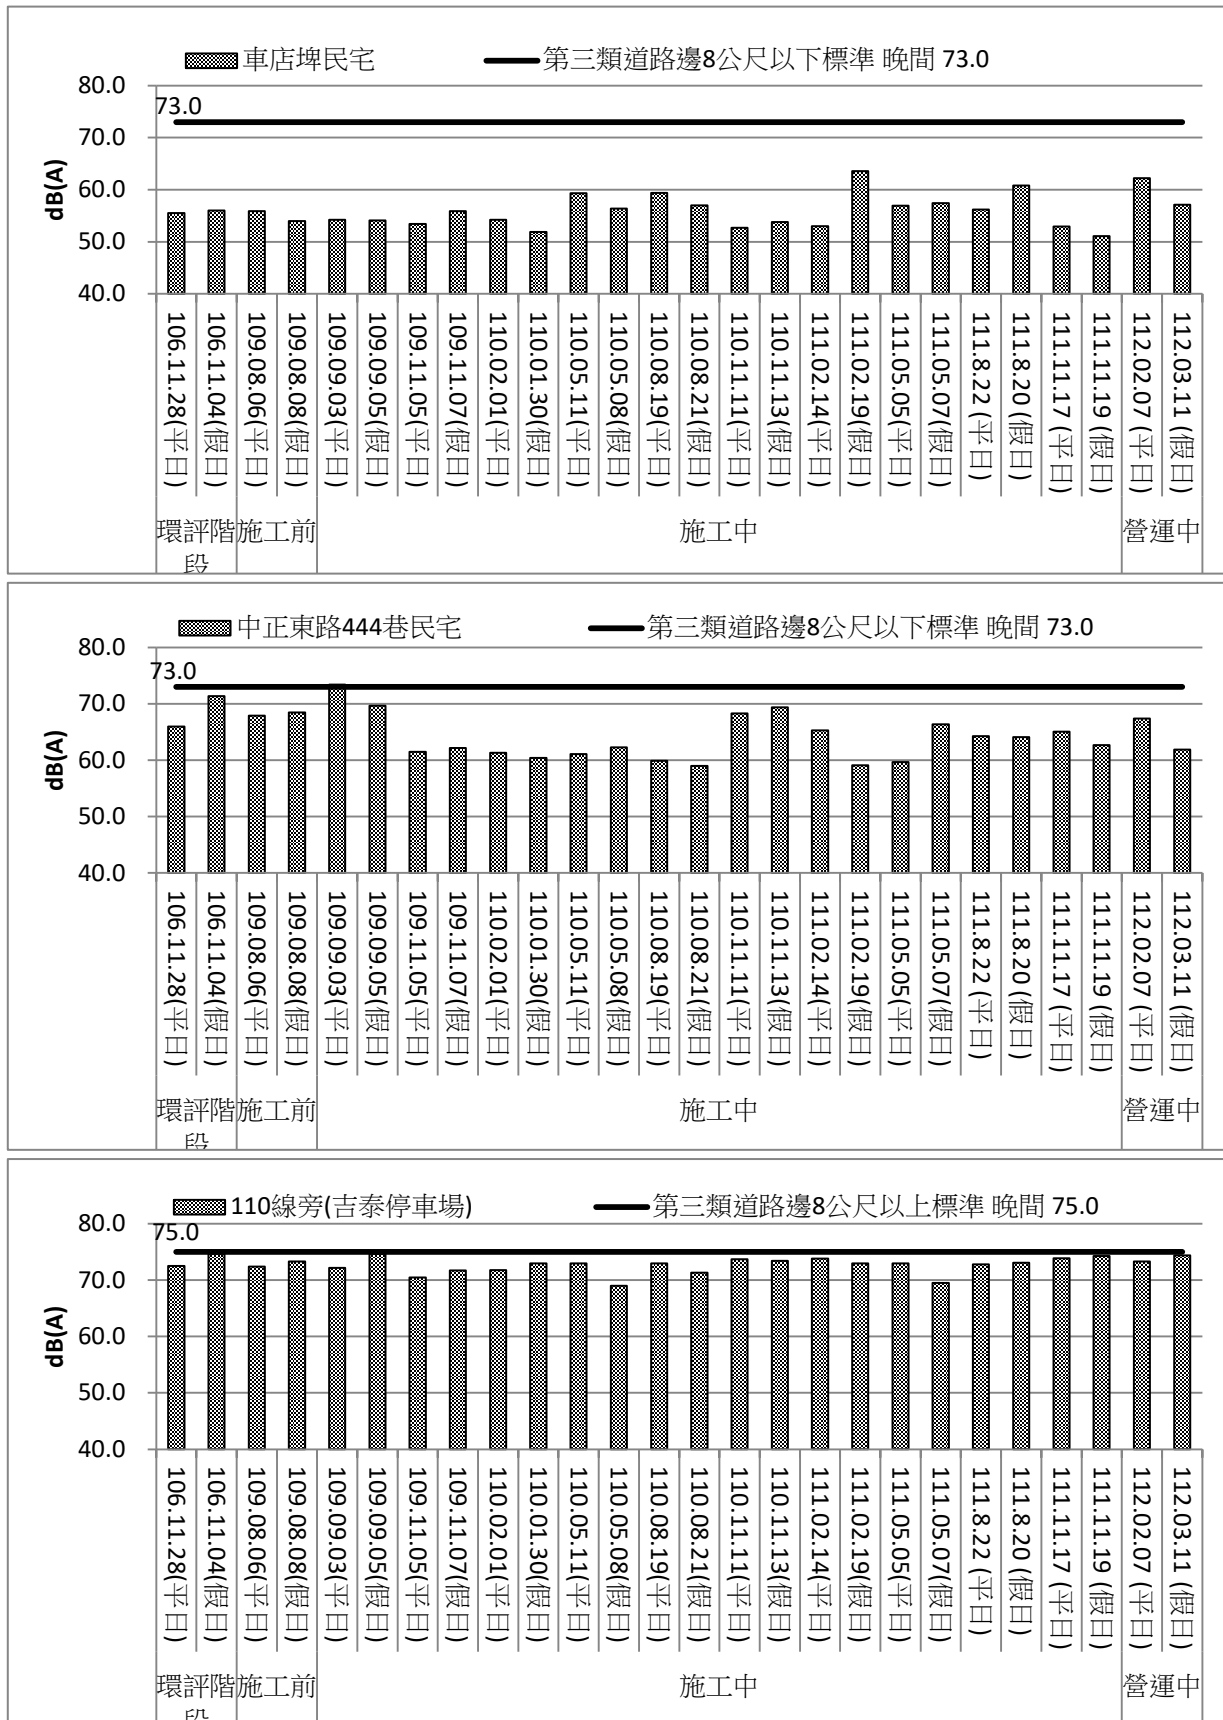 車店埤民宅 第三類道路邊8公尺以下標準 晚間 73.0
80.0
73.0
70.0
60.0
50.0
40.0
dB(A)
106.11.28(平日)
106.11.04(假日)
109.08.06(平日)
109.08.08(假日)
109.09.03(平日)
109.09.05(假日)
109.11.05(平日)
109.11.07(假日)
110.02.01(平日)
110.01.30(假日)
110.05.11(平日)
110.05.08(假日)
110.08.19(平日)
110.08.21(假日)
110.11.11(平日)
110.11.13(假日)
111.02.14(平日)
111.02.19(假日)
111.05.05(平日)
111.05.07(假日)
111.8.22 (平日)
111.8.20 (假日)
111.11.17 (平日)
111.11.19 (假日)
112.02.07 (平日)
112.03.11 (假日)
環評階段 施工前 施工中 營運中
中正東路444巷民宅 第三類道路邊8公尺以下標準 晚間 73.0
80.0
73.0
70.0
60.0
50.0
40.0
dB(A)
106.11.28(平日)
106.11.04(假日)
109.08.06(平日)
109.08.08(假日)
109.09.03(平日)
109.09.05(假日)
109.11.05(平日)
109.11.07(假日)
110.02.01(平日)
110.01.30(假日)
110.05.11(平日)
110.05.08(假日)
110.08.19(平日)
110.08.21(假日)
110.11.11(平日)
110.11.13(假日)
111.02.14(平日)
111.02.19(假日)
111.05.05(平日)
111.05.07(假日)
111.8.22 (平日)
111.8.20 (假日)
111.11.17 (平日)
111.11.19 (假日)
112.02.07 (平日)
112.03.11 (假日)
環評階段 施工前 施工中 營運中
110線旁(吉泰停車場) 第三類道路邊8公尺以上標準 晚間 75.0
80.0
75.0
70.0
60.0
50.0
40.0
dB(A)
106.11.28(平日)
106.11.04(假日)
109.08.06(平日)
109.08.08(假日)
109.09.03(平日)
109.09.05(假日)
109.11.05(平日)
109.11.07(假日)
110.02.01(平日)
110.01.30(假日)
110.05.11(平日)
110.05.08(假日)
110.08.19(平日)
110.08.21(假日)
110.11.11(平日)
110.11.13(假日)
111.02.14(平日)
111.02.19(假日)
111.05.05(平日)
111.05.07(假日)
111.8.22 (平日)
111.8.20 (假日)
111.11.17 (平日)
111.11.19 (假日)
112.02.07 (平日)
112.03.11 (假日)
環評階段 施工前 施工中 營運中